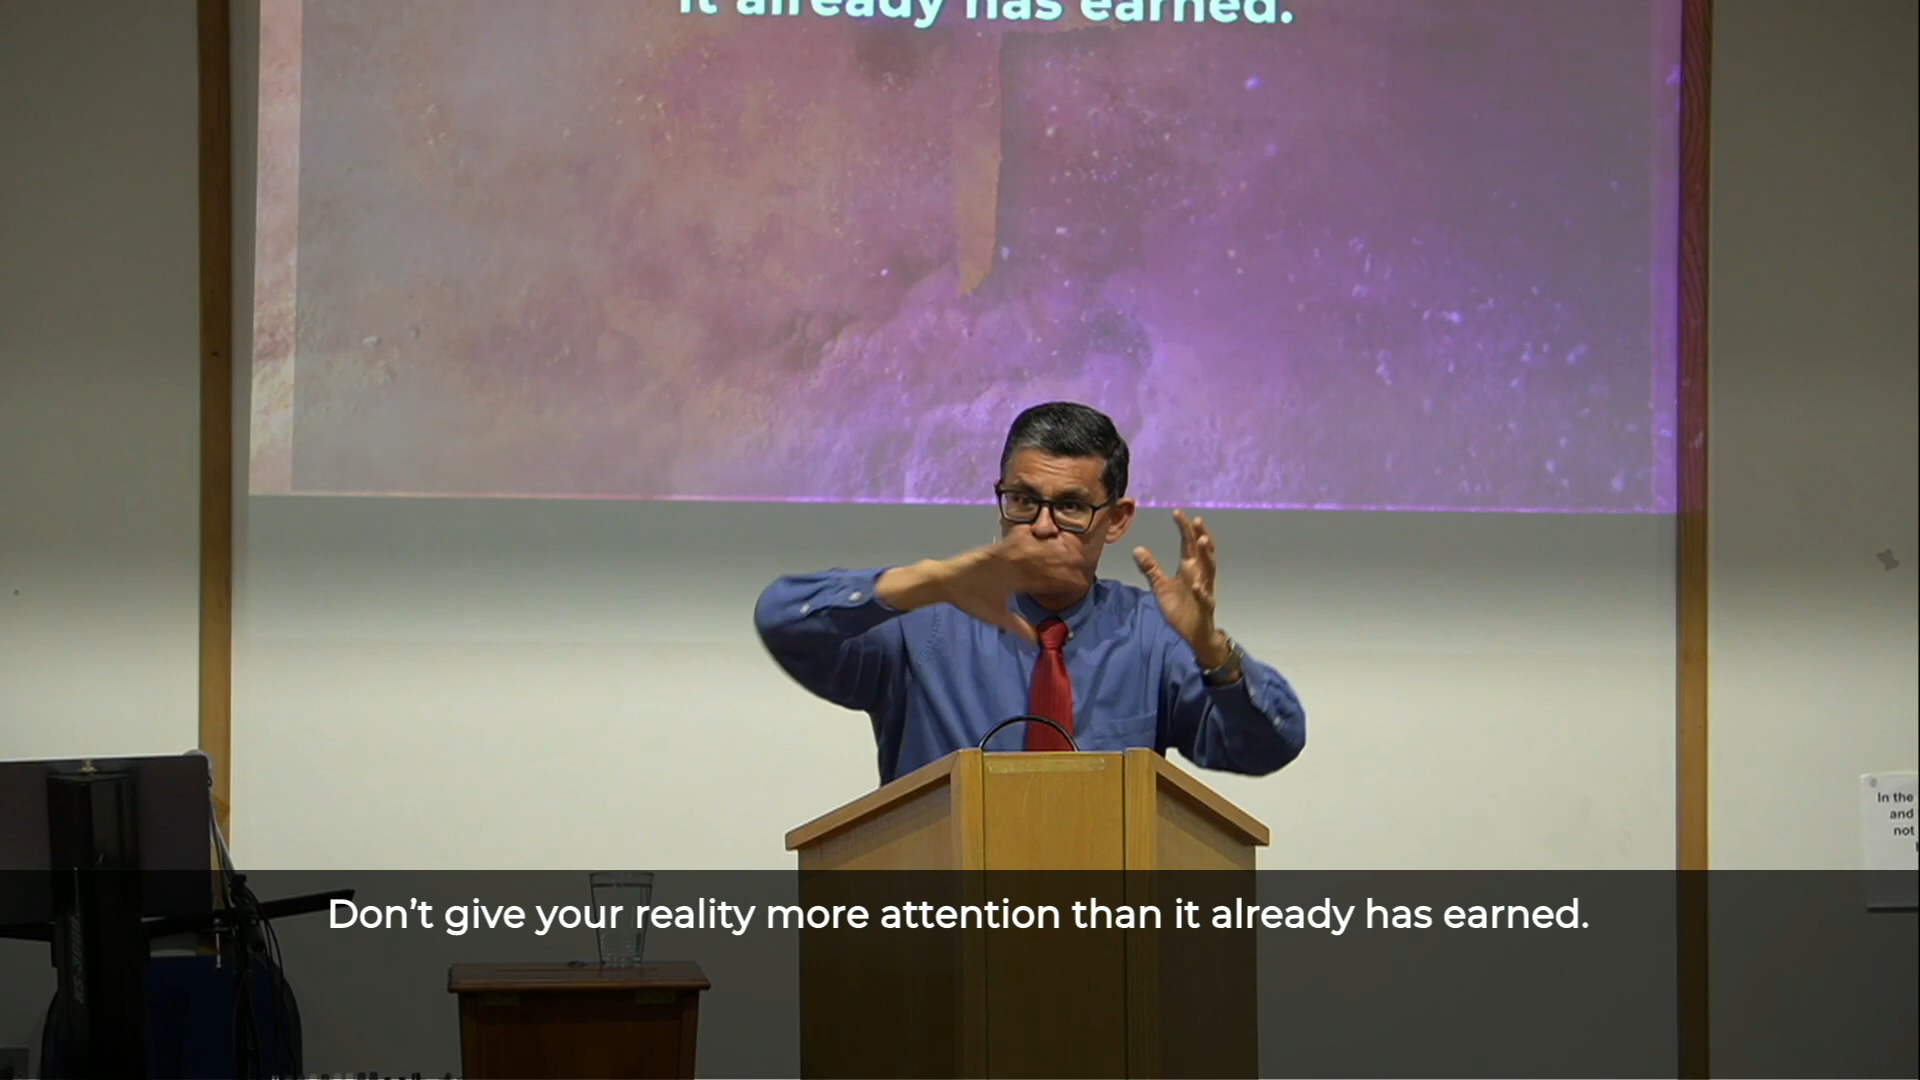 it already has earned.
In the
and
not
Don't give your reality more attention than it already has earned.